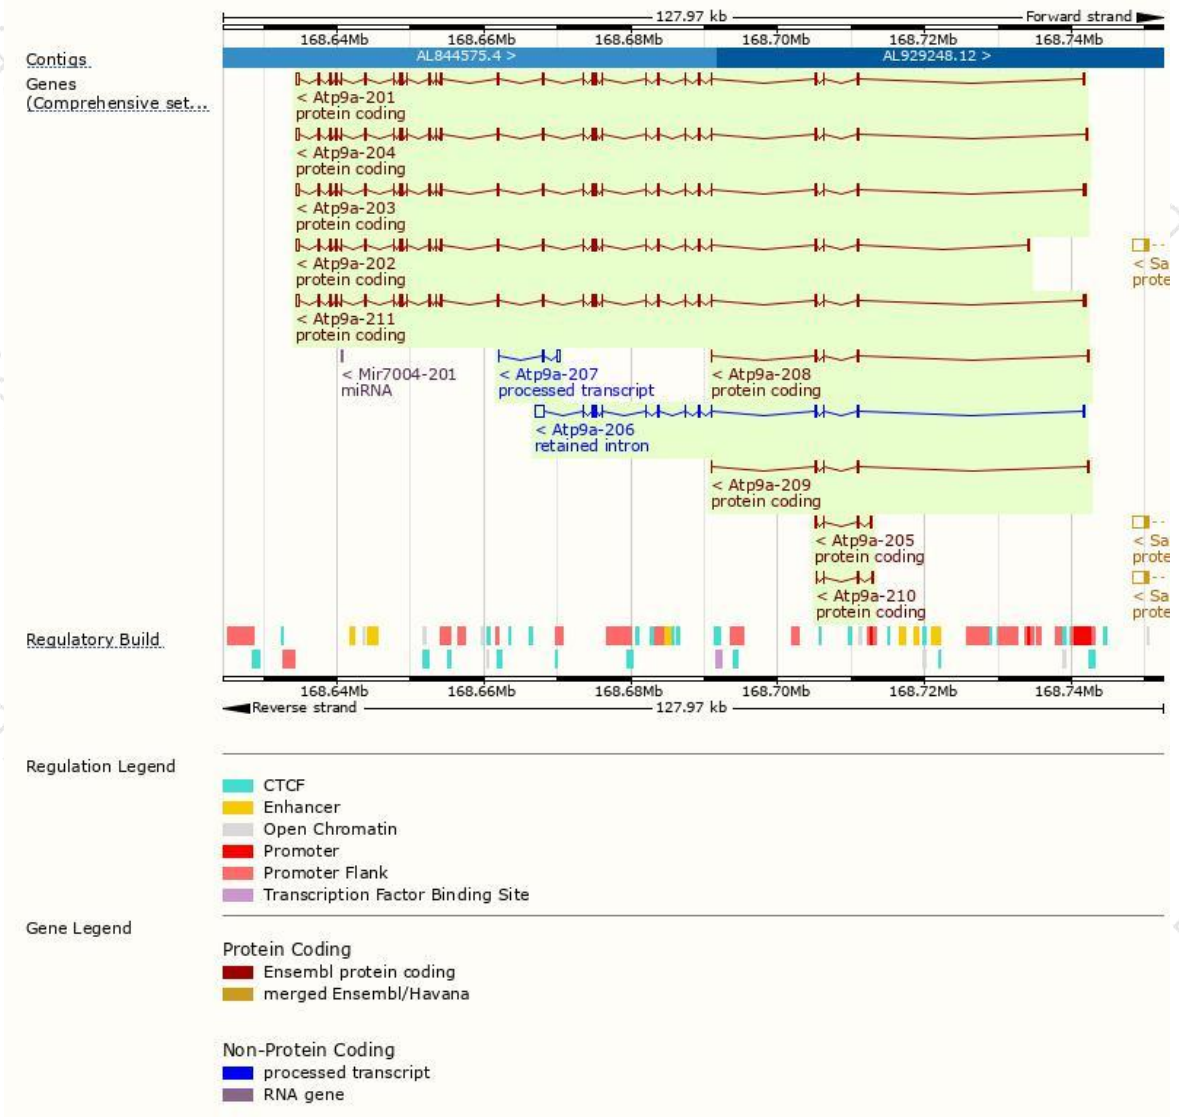 127.97 kb Forward strand
168.64Mb 168.66Mb 168.68Mb 168.70Mb 168.72Mb 168.74Mb
Contigs AL844575.4 > AL929248.12 >
Genes
(Comprehensive set...
< Atp9a-201
protein coding
< Atp9a-204
protein coding
< Atp9a-203
protein coding
< Atp9a-202 < Sa
protein coding prote
< Atp9a-211
protein coding
< Mir7004-201 < Atp9a-207 < Atp9a-208
miRNA processed transcript protein coding
< Atp9a-206
retained intron
< Atp9a-209
protein coding
< Atp9a-205 < Sa
protein coding prote
< Atp9a-210 < Sa
protein coding prote
Regulatory Build
168.64Mb 168.66Mb 168.68Mb 168.70Mb 168.72Mb 168.74Mb
Reverse strand 127.97 kb
Regulation Legend
CTCF
Enhancer
Open Chromatin
Promoter
Promoter Flank
Transcription Factor Binding Site
Gene Legend
Protein Coding
Ensembl protein coding
merged Ensembl/Havana
Non-Protein Coding
processed transcript
RNA gene